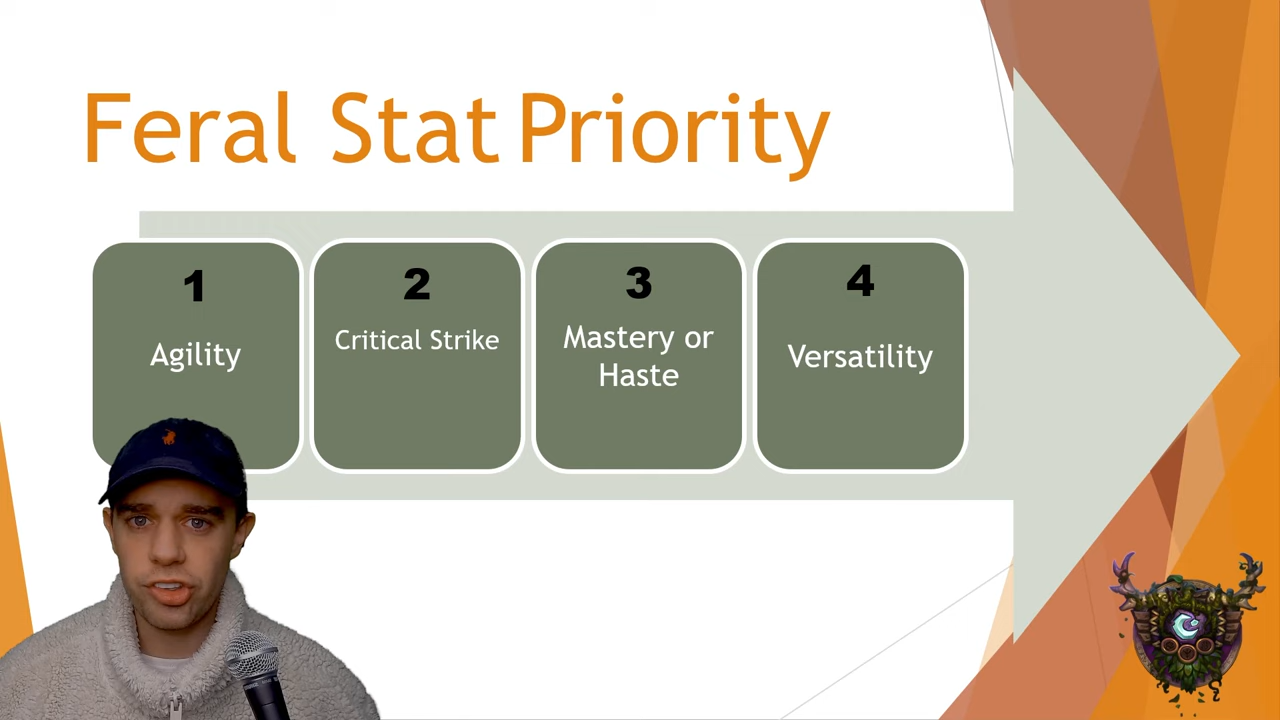 Feral Stat Priority
1
Agility
2
Critical Strike
3
Mastery or
Haste
4
Versatility